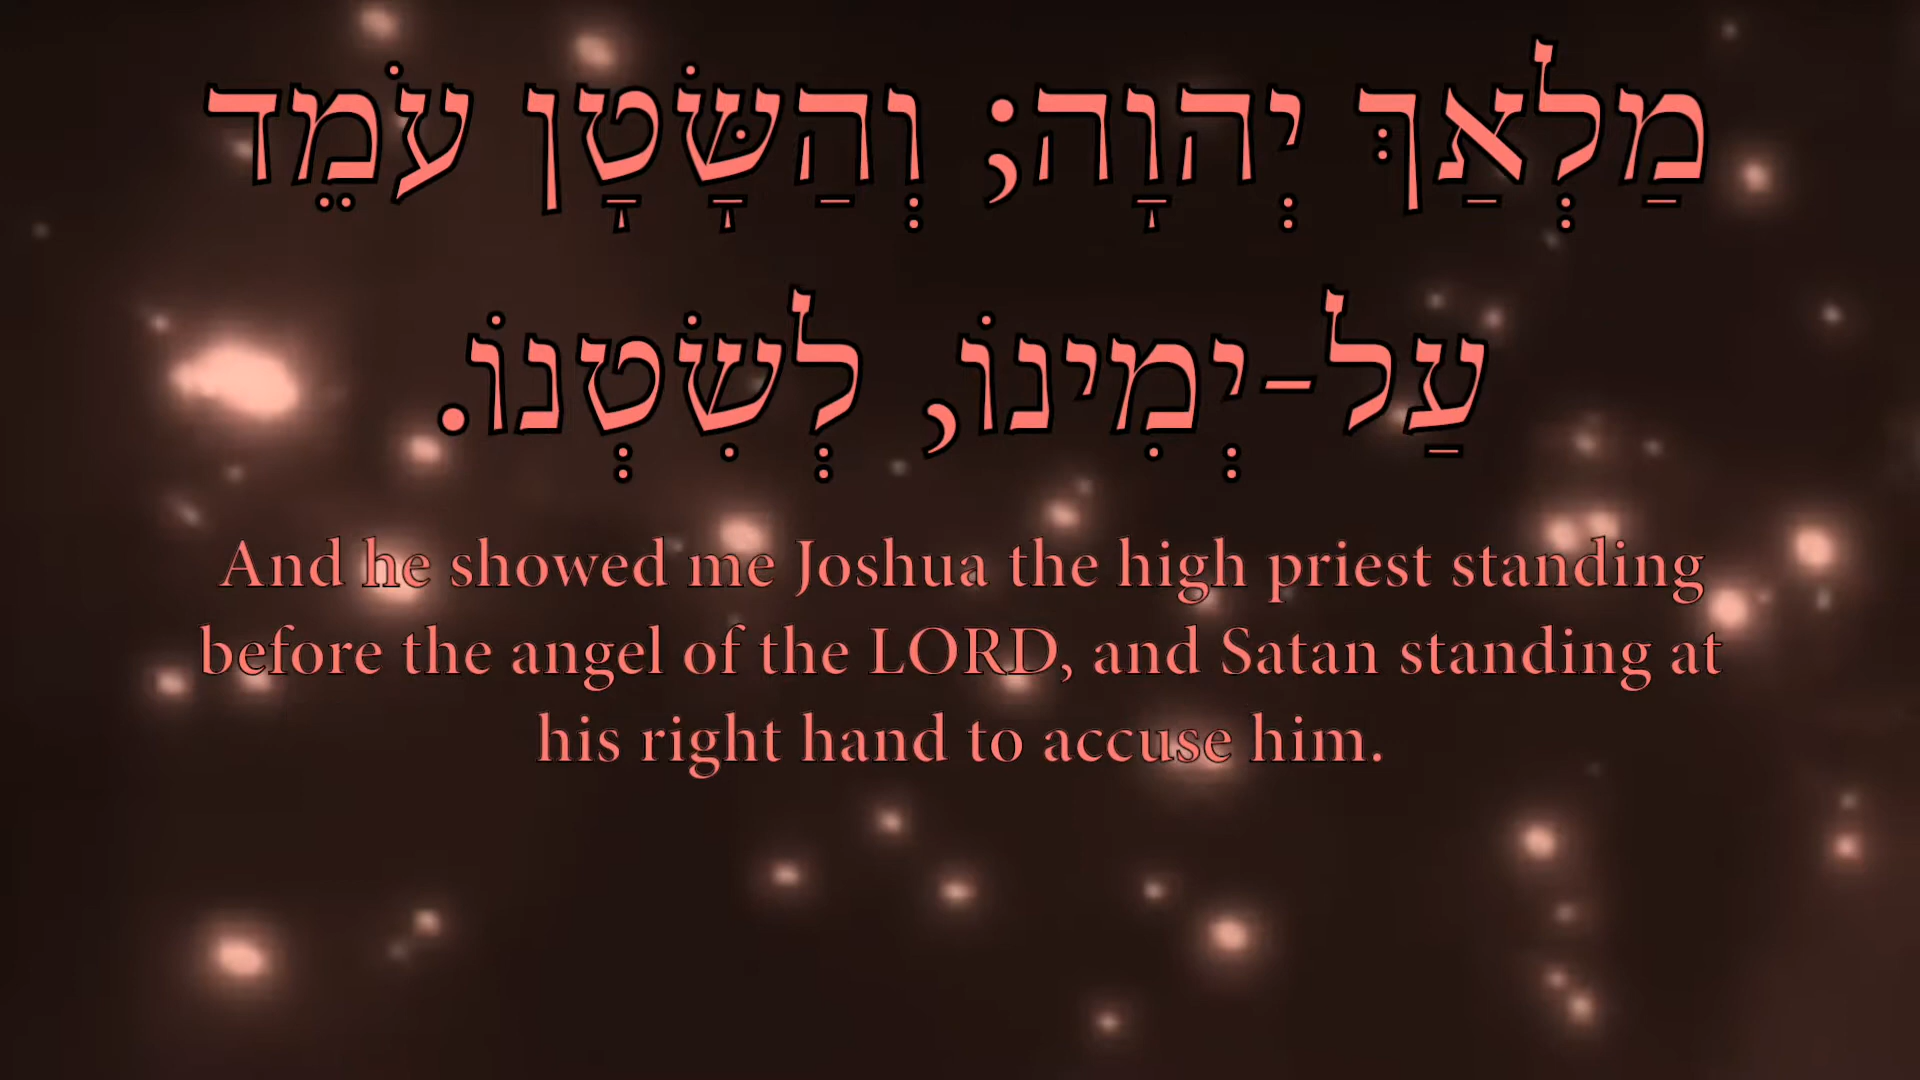 מַלְאַךְ יְהוָה; וְהַשָּׂטָן עֹמֵד
עַל-יְמִינוֹ, לְשִׂטְנוֹ.
And he showed me Joshua the high priest standing
before the angel of the LORD, and Satan standing at
his right hand to accuse him.